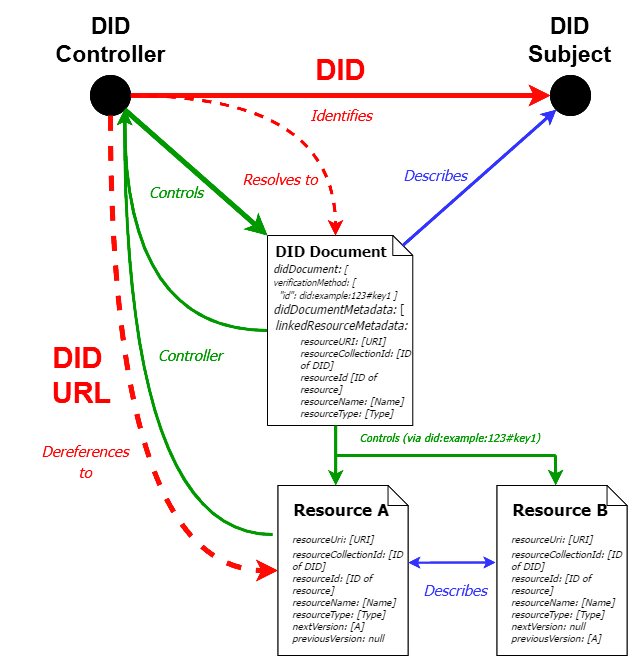 DID
Controller
DID
Subject
DID
Identifies
Controls
Resolves to
Describes
DID Document
didDocument: [
verificationMethod: [
"id": did:example:123#key1 ]
didDocumentMetadata: [
linkedResourceMetadata:
resourceURI: [URI]
resourceCollectionId: [ID
of DID]
resourceId [ID of
resource]
resourceName: [Name]
resourceType: [Type]
Controller
DID
URL
Dereferences
to
Controls (via did:example:123#key1)
Resource A
resourceUri: [URI]
resourceCollectionId: [ID
of DID]
resourceId: [ID of
resource]
resourceName: [Name]
resourceType: [Type]
nextVersion: [A]
previousVersion: null
Describes
Resource B
resourceUri: [URI]
resourceCollectionId: [ID
of DID]
resourceId: [ID of
resource]
resourceName: [Name]
resourceType: [Type]
nextVersion: null
previousVersion: [A]